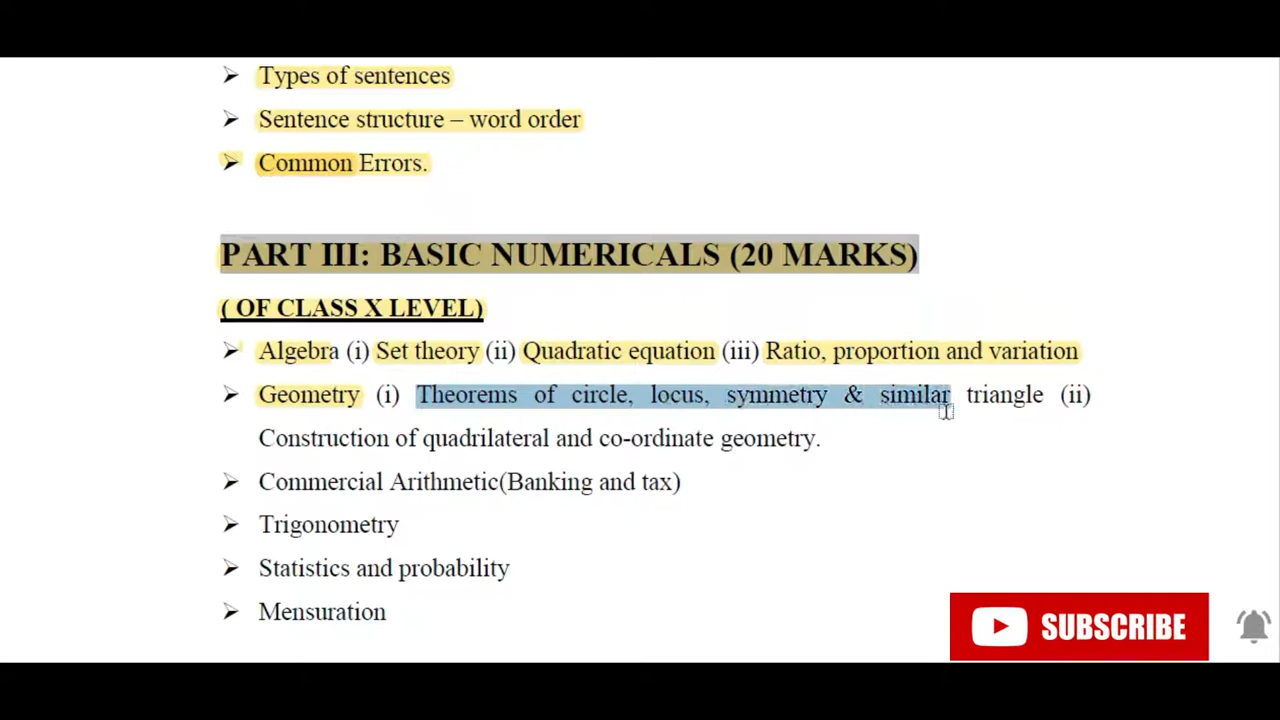 ➢ Types of sentences
➢ Sentence structure – word order
➢ Common Errors.
PART III: BASIC NUMERICALS (20 MARKS)
( OF CLASS X LEVEL)
➢ Algebra (i) Set theory (ii) Quadratic equation (iii) Ratio, proportion and variation
➢ Geometry (i) Theorems of circle, locus, symmetry & similar triangle (ii)
Construction of quadrilateral and co-ordinate geometry.
➢ Commercial Arithmetic(Banking and tax)
➢ Trigonometry
➢ Statistics and probability
➢ Mensuration
SUBSCRIBE